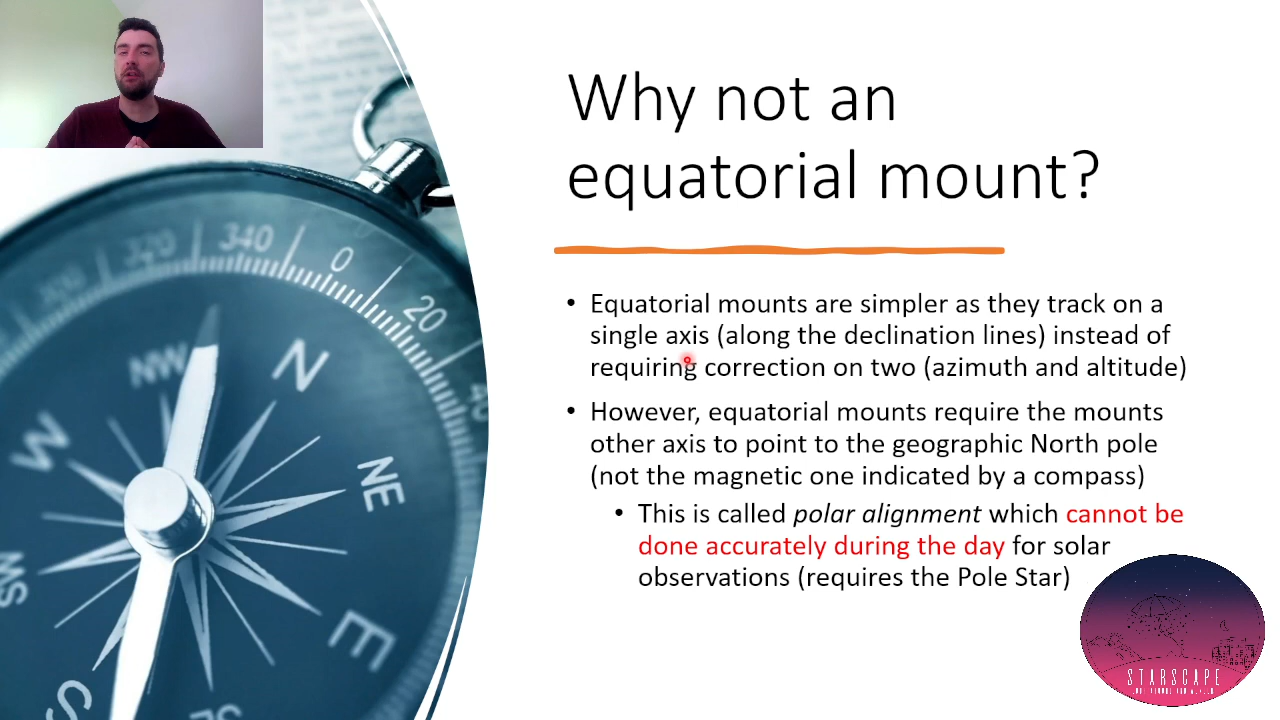 Why not an
equatorial mount?
• Equatorial mounts are simpler as they track on a
single axis (along the declination lines) instead of
requiring correction on two (azimuth and altitude)
• However, equatorial mounts require the mounts
other axis to point to the geographic North pole
(not the magnetic one indicated by a compass)
• This is called polar alignment which cannot be
done accurately during the day for solar
observations (requires the Pole Star)
320
340
0
20
40
NW
N
W
NE
SW
E
S
SE
STARSCAPE